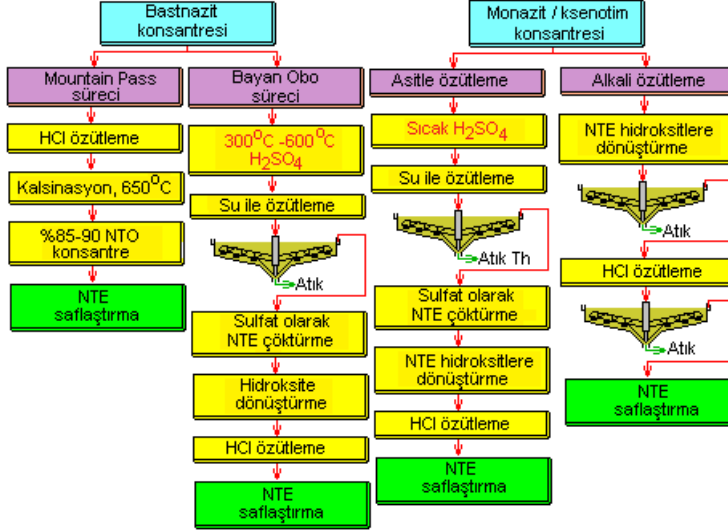 Bastnazit
konsantresi
Monazit / ksenotim
konsantresi
Mountain Pass
süreci
HCl özütleme
Kalsinasyon, 650°C
%85-90 NTO
konsantre
NTE
saflaştırma
Bayan Obo
süreci
300°C -600°C
H₂SO₄
Su ile özütleme
Atık
Sulfat olarak
NTE çöktürme
Hidroksite
dönüştürme
HCl özütleme
NTE
saflaştırma
Asitle özütleme
Sıcak H₂SO₄
Su ile özütleme
Atık Th
Sulfat olarak
NTE çöktürme
NTE hidroksitlere
dönüştürme
HCl özütleme
NTE
saflaştırma
Alkali özütleme
NTE hidroksitlere
dönüştürme
Atık
HCl özütleme
Atık
NTE
saflaştırma